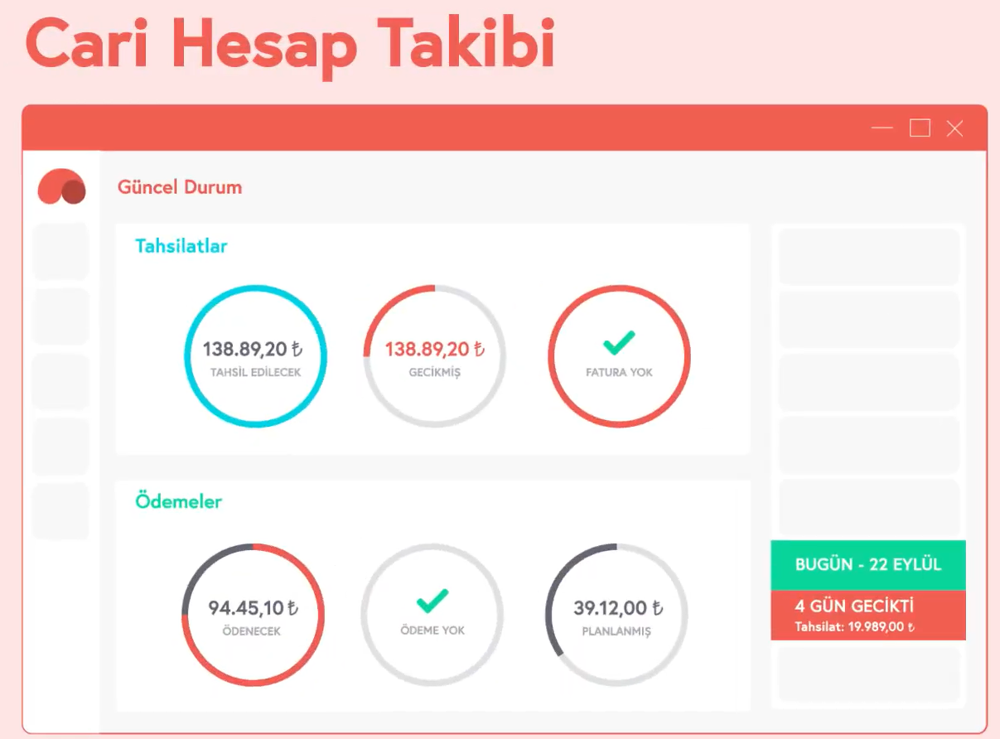 Cari Hesap Takibi
Güncel Durum
Tahsilatlar
138.89,20 ₺
TAHSİL EDİLECEK
138.89,20 ₺
GECİKMİŞ
FATURA YOK
Ödemeler
94.45,10 ₺
ÖDENECEK
ÖDEME YOK
39.12,00 ₺
PLANLANMIŞ
BUGÜN - 22 EYLÜL
4 GÜN GECİKTİ
Tahsilat: 19.989,00 ₺